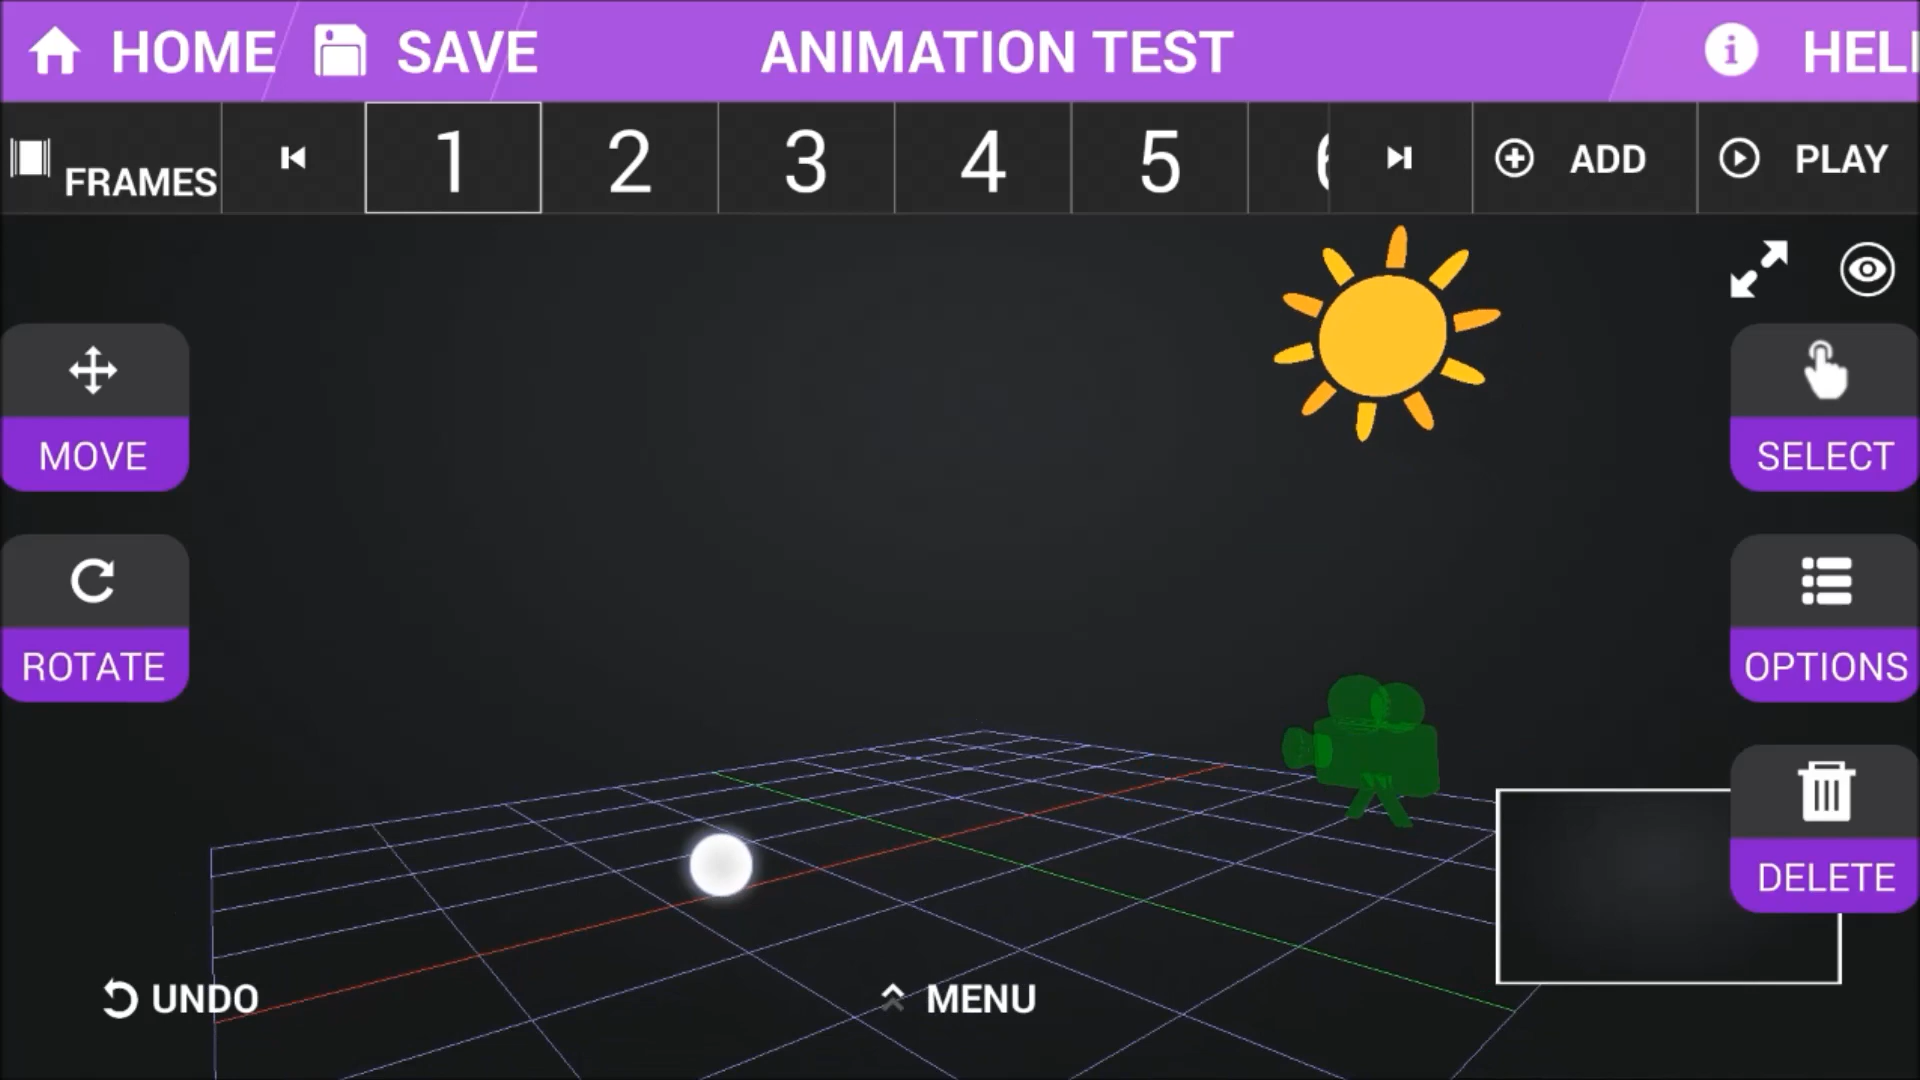 HOME SAVE ANIMATION TEST HEL
FRAMES 1 2 3 4 5 ADD PLAY
MOVE SELECT
ROTATE OPTIONS
DELETE
UNDO MENU